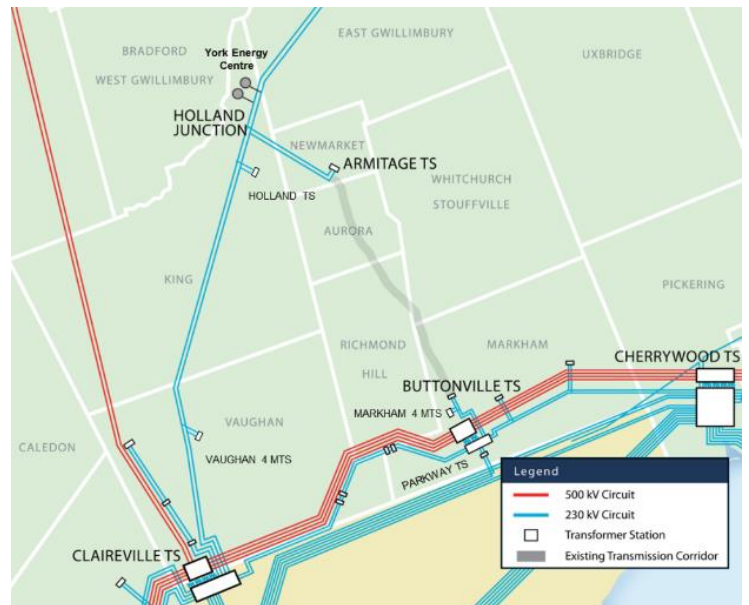 EAST GWILLIMBURY
BRADFORD
York Energy
Centre
UXBRIDGE
WEST GWILLIMBURY
HOLLAND
JUNCTION
NEWMARKET
ARMITAGE TS
HOLLAND TS
WHITCHURCH
STOUFFVILLE
AURORA
KING
PICKERING
RICHMOND
HILL
MARKHAM
CHERRYWOOD TS
BUTTONVILLE TS
MARKHAM 4 MTS
VAUGHAN
CALEDON
VAUGHAN 4 MTS
PARKWAY TS
CLAIREVILLE TS
Legend
500 kV Circuit
230 kV Circuit
Transformer Station
Existing Transmission Corridor